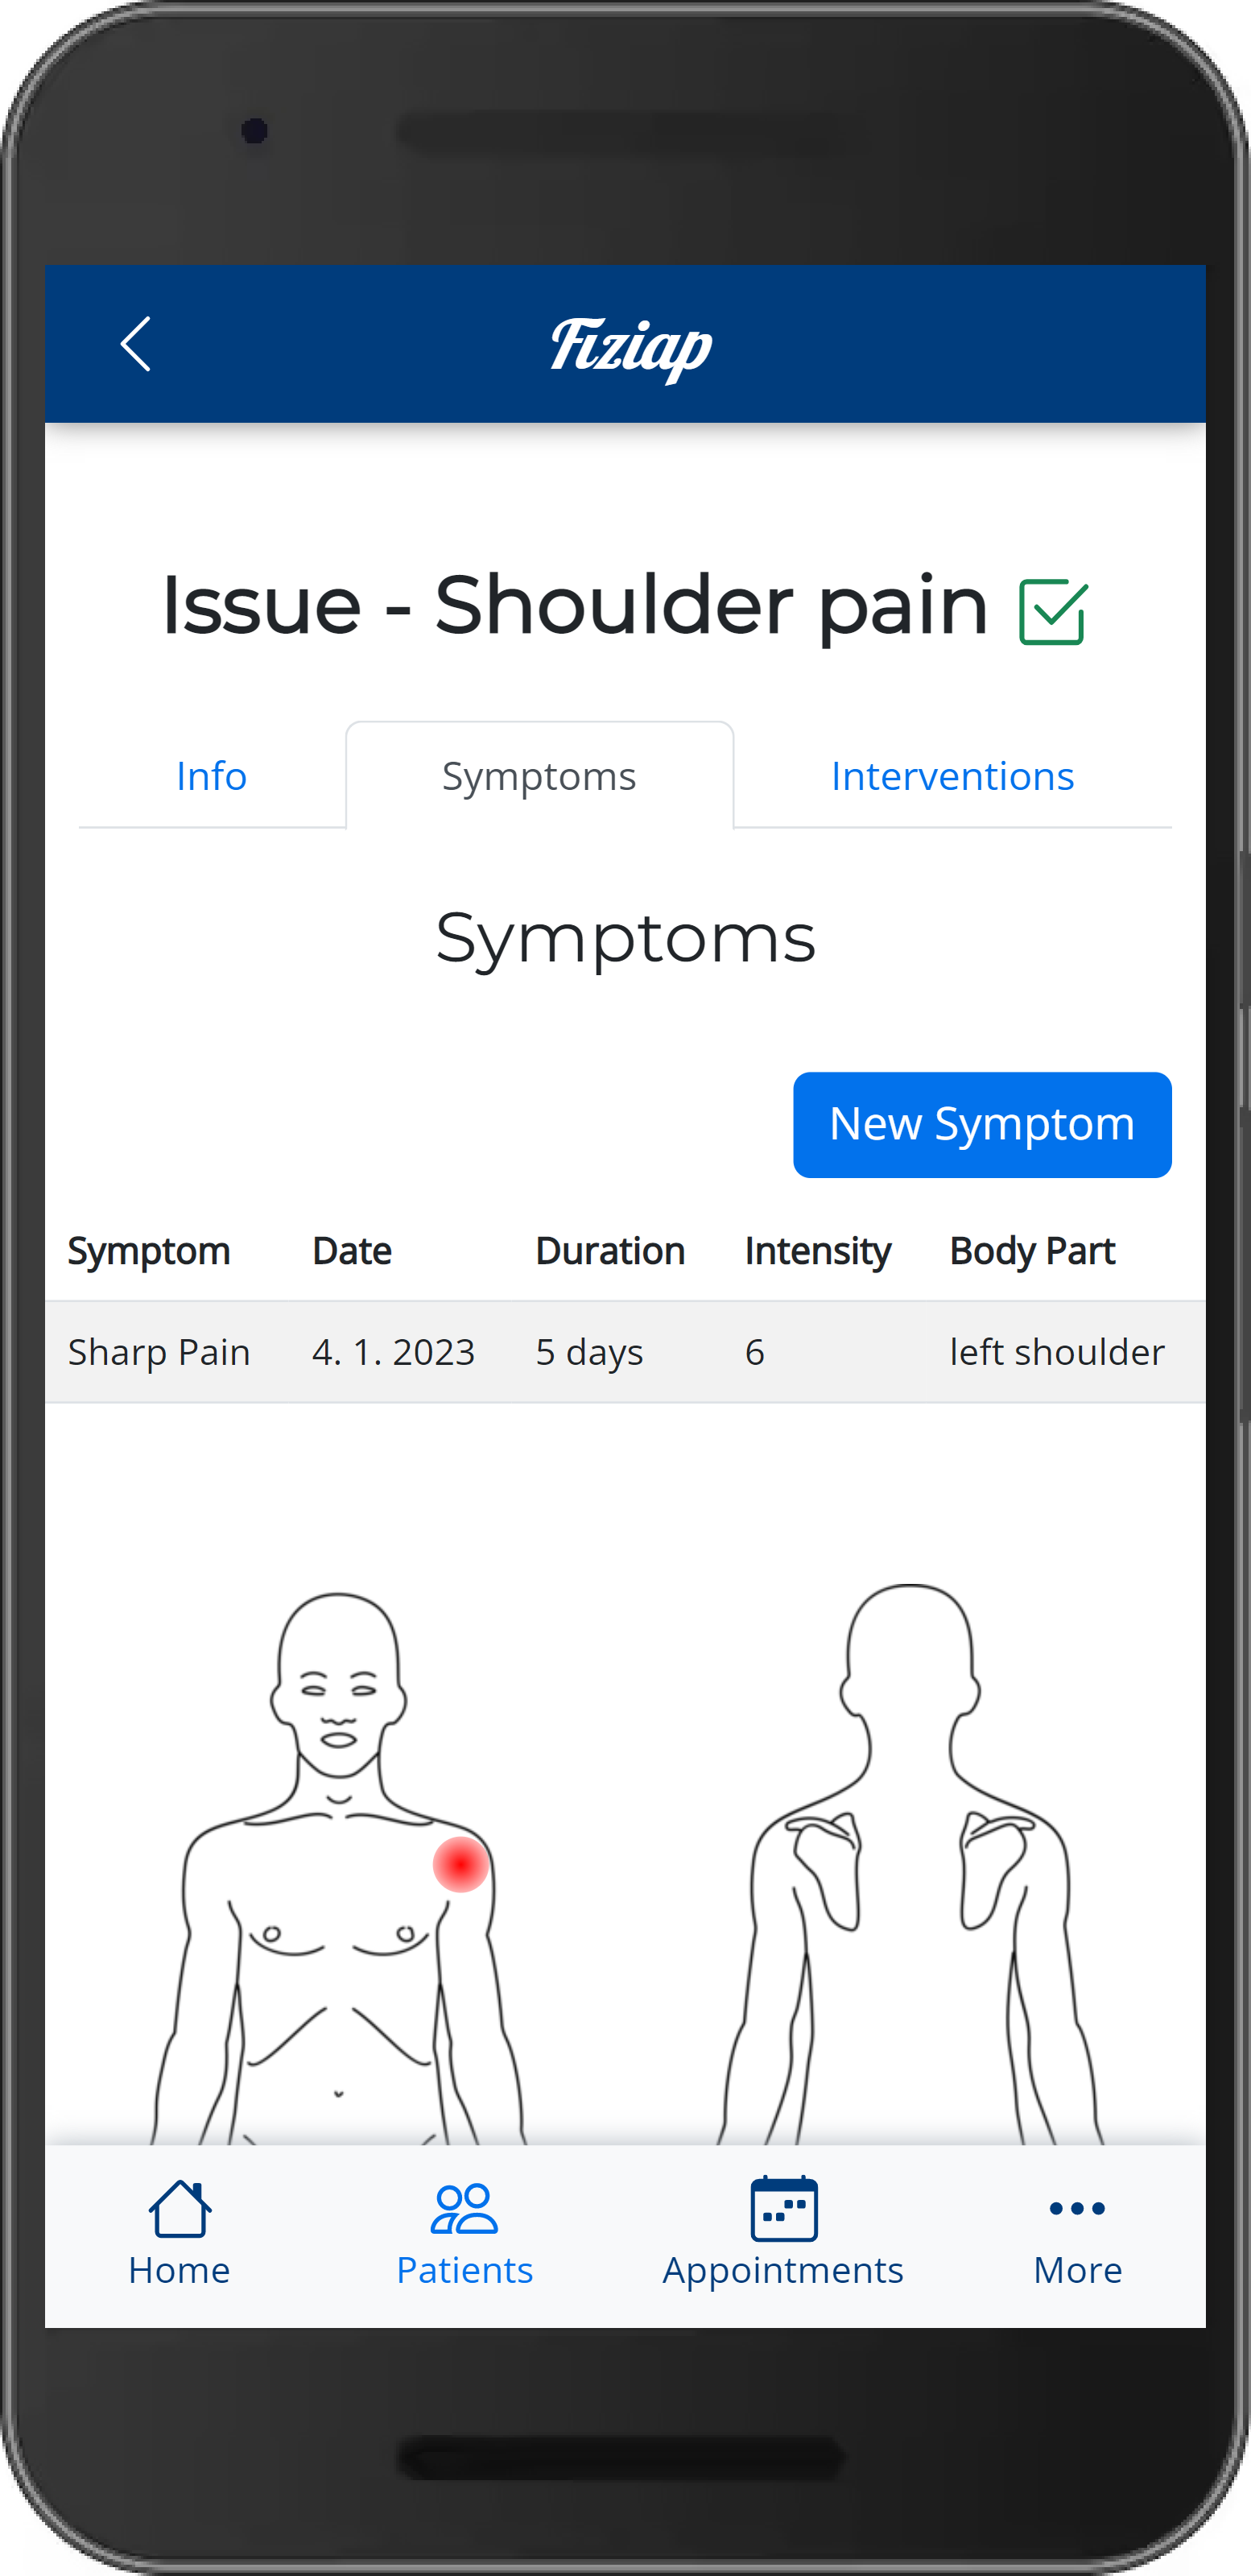 Fiziap
Issue - Shoulder pain
Info Symptoms Interventions
Symptoms
New Symptom
Symptom Date Duration Intensity Body Part
Sharp Pain 4. 1. 2023 5 days 6 left shoulder
Home Patients Appointments More